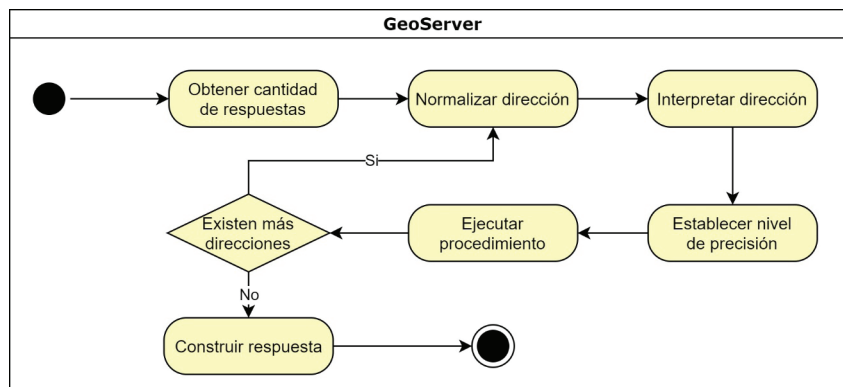 GeoServer
Obtener cantidad
de respuestas
Normalizar dirección
Interpretar dirección
Si
Existen más
direcciones
Ejecutar
procedimiento
Establecer nivel
de precisión
No
Construir respuesta